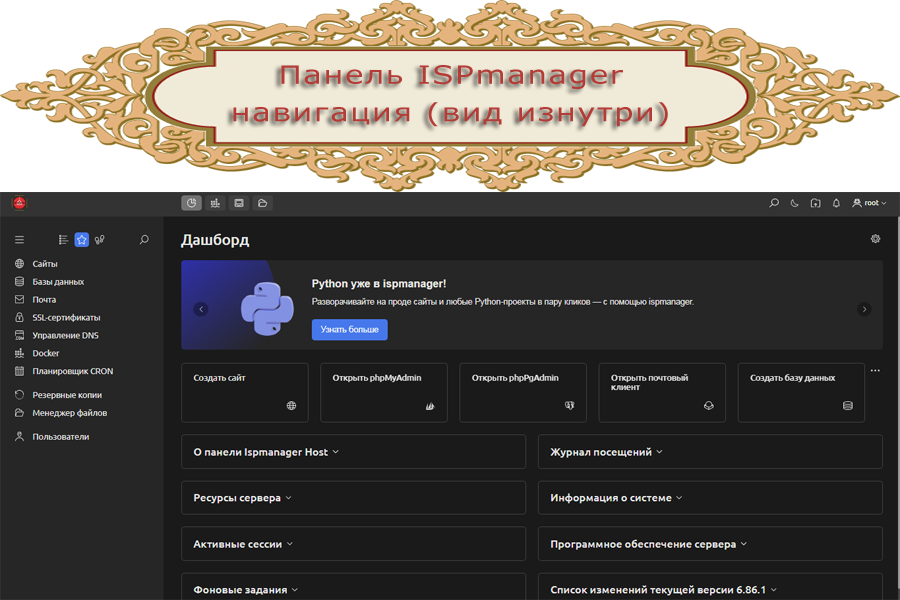 Панель ISPmanager
навигация (вид изнутри)
root
Сайты
Базы данных
Почта
SSL-сертификаты
Управление DNS
Docker
Планировщик CRON
Резервные копии
Менеджер файлов
Пользователи
Дашборд
Python уже в ispmanager!
Разворачивайте на проде сайты и любые Python-проекты в пару кликов — с помощью ispmanager.
Узнать больше
Создать сайт
Открыть phpMyAdmin
Открыть phpPgAdmin
Открыть почтовый
клиент
Создать базу данных
О панели Ispmanager Host
Журнал посещений
Ресурсы сервера
Информация о системе
Активные сессии
Программное обеспечение сервера
Фоновые задания
Список изменений текущей версии 6.86.1